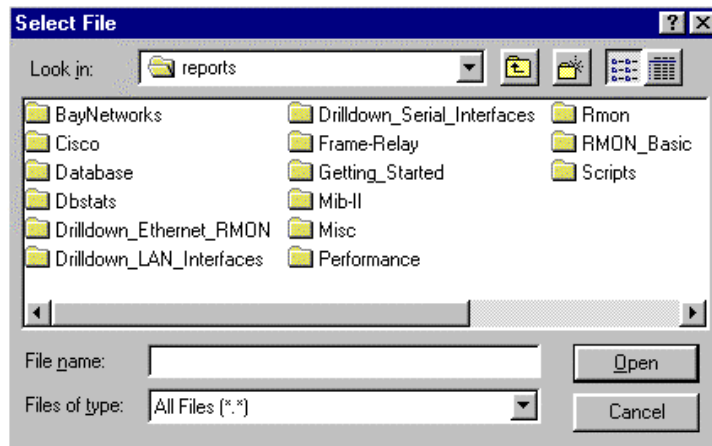 Select File
Look in: reports
BayNetworks
Cisco
Database
Dbstats
Drilldown_Ethernet_RMON
Drilldown_LAN_Interfaces
Drilldown_Serial_Interfaces
Frame-Relay
Getting_Started
Mib-II
Misc
Performance
Rmon
RMON_Basic
Scripts
File name:
Open
Files of type: All Files (*.*)
Cancel